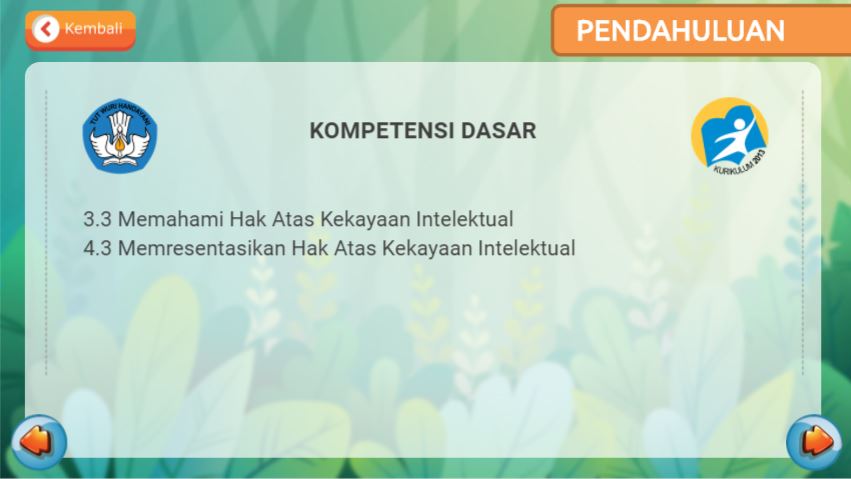 Kembali
PENDAHULUAN
TUT WURI HANDAYANI
KOMPETENSI DASAR
KURIKULUM 2013
3.3 Memahami Hak Atas Kekayaan Intelektual
4.3 Memresentasikan Hak Atas Kekayaan Intelektual